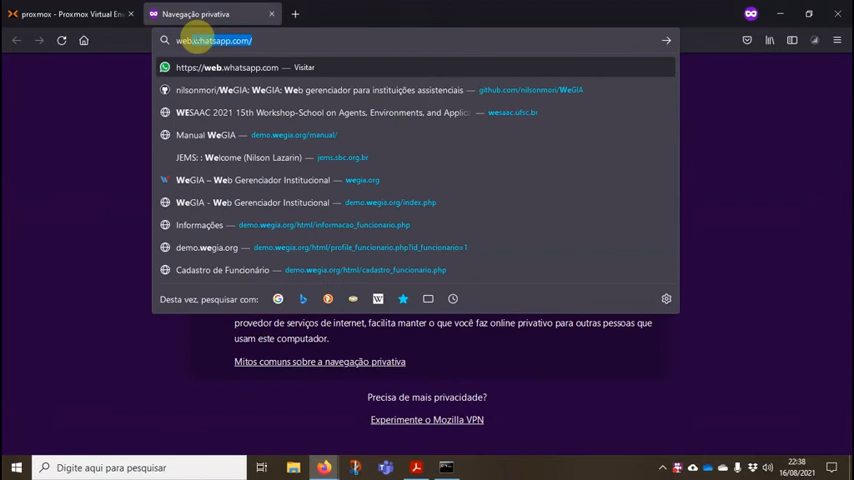 proxmox - Proxmox Virtual Env
Navegação privativa
web.whatsapp.com/
https://web.whatsapp.com — Visitar
nilsonmori/WeGIA: WeGIA: Web gerenciador para instituições assistenciais — github.com/nilsonmori/WeGIA
WESAAC 2021 15th Workshop-School on Agents, Environments, and Applic — wesaac.ufsc.br
Manual WeGIA — demo.wegia.org/manual/
JEMS: : Welcome (Nilson Lazarin) — jems.sbc.org.br
WeGIA – Web Gerenciador Institucional — wegia.org
WeGIA - Web Gerenciador Institucional — demo.wegia.org/index.php
Informações — demo.wegia.org/html/informacao_funcionario.php
demo.wegia.org — demo.wegia.org/html/profile_funcionario.php?id_funcionario=1
Cadastro de Funcionário — demo.wegia.org/html/cadastro_funcionario.php
Desta vez, pesquisar com:
provedor de serviços de internet, facilita manter o que você faz online privativo para outras pessoas que
usam este computador.
Mitos comuns sobre a navegação privativa
Precisa de mais privacidade?
Experimente o Mozilla VPN
Digite aqui para pesquisar
22:38
16/08/2021